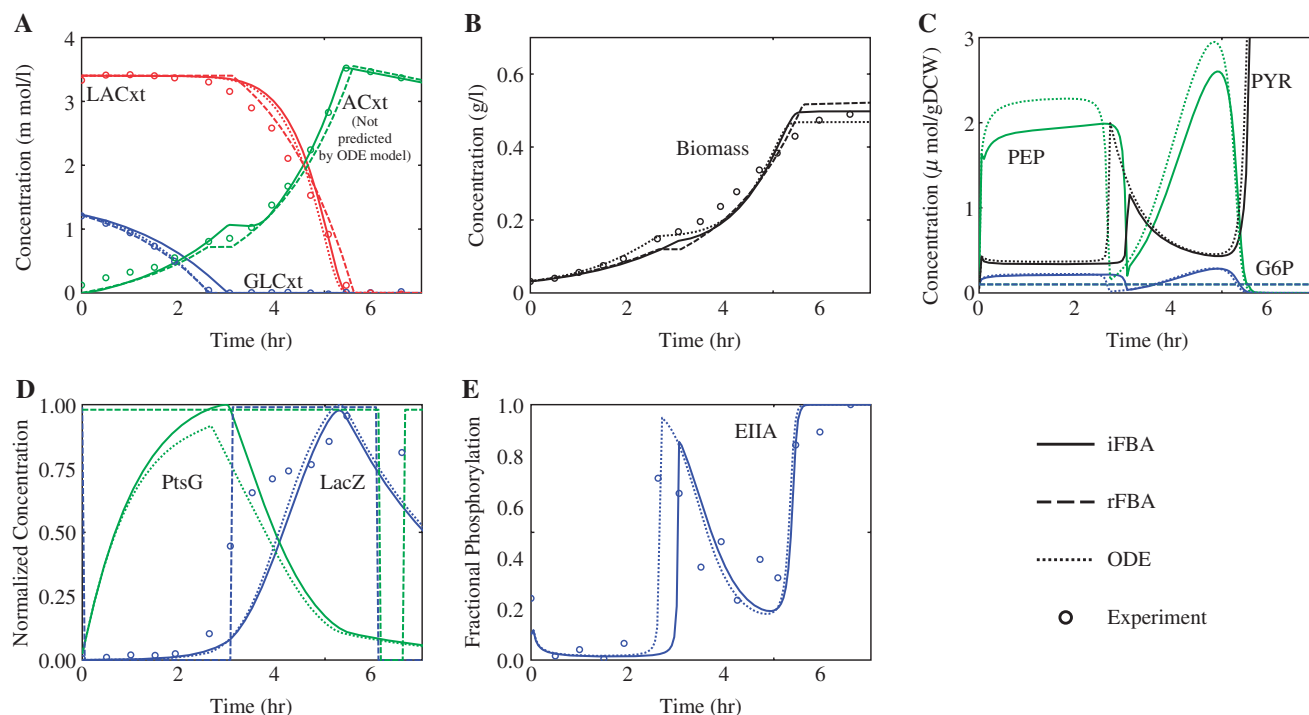 A
Concentration (m mol/l)
4
3
2
1
0
0
2
4
6
Time (hr)
LACxt
ACxt
(Not
predicted
by ODE model)
GLCxt
B
Concentration (g/l)
0.8
0.6
0.4
0.2
0
0
2
4
6
Time (hr)
Biomass
C
Concentration (μ mol/gDCW)
3
2
1
0
0
2
4
6
Time (hr)
PYR
PEP
G6P
D
Normalized Concentration
1.00
0.75
0.50
0.25
0.00
0
2
4
6
Time (hr)
PtsG
LacZ
E
Fractional Phosphorylation
1.0
0.8
0.6
0.4
0.2
0.0
0
2
4
6
Time (hr)
EIIA
iFBA
rFBA
ODE
Experiment